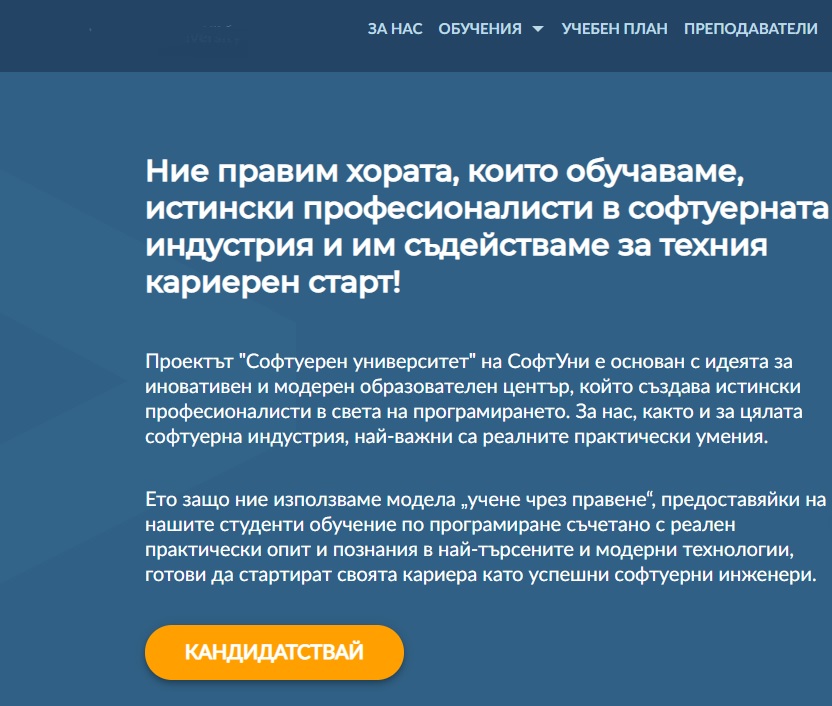 ЗА НАС ОБУЧЕНИЯ УЧЕБЕН ПЛАН ПРЕПОДАВАТЕЛИ
Ние правим хората, които обучаваме,
истински професионалисти в софтуерната
индустрия и им съдействаме за техния
кариерен старт!
Проектът "Софтуерен университет" на СофтУни е основан с идеята за
иновативен и модерен образователен център, който създава истински
професионалисти в света на програмирането. За нас, както и за цялата
софтуерна индустрия, най-важни са реалните практически умения.
Ето защо ние използваме модела „учене чрез правене“, предоставяйки на
нашите студенти обучение по програмиране съчетано с реален
практически опит и познания в най-търсените и модерни технологии,
готови да стартират своята кариера като успешни софтуерни инженери.
КАНДИДАТСТВАЙ